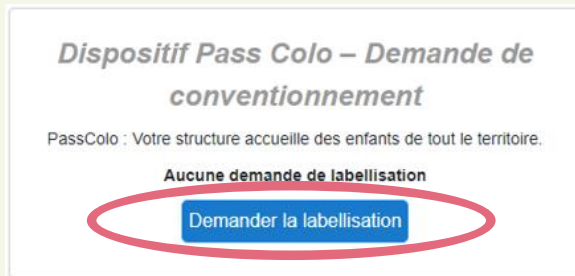 Dispositif Pass Colo – Demande de
conventionnement
PassColo : Votre structure accueille des enfants de tout le territoire.
Aucune demande de labellisation
Demander la labellisation